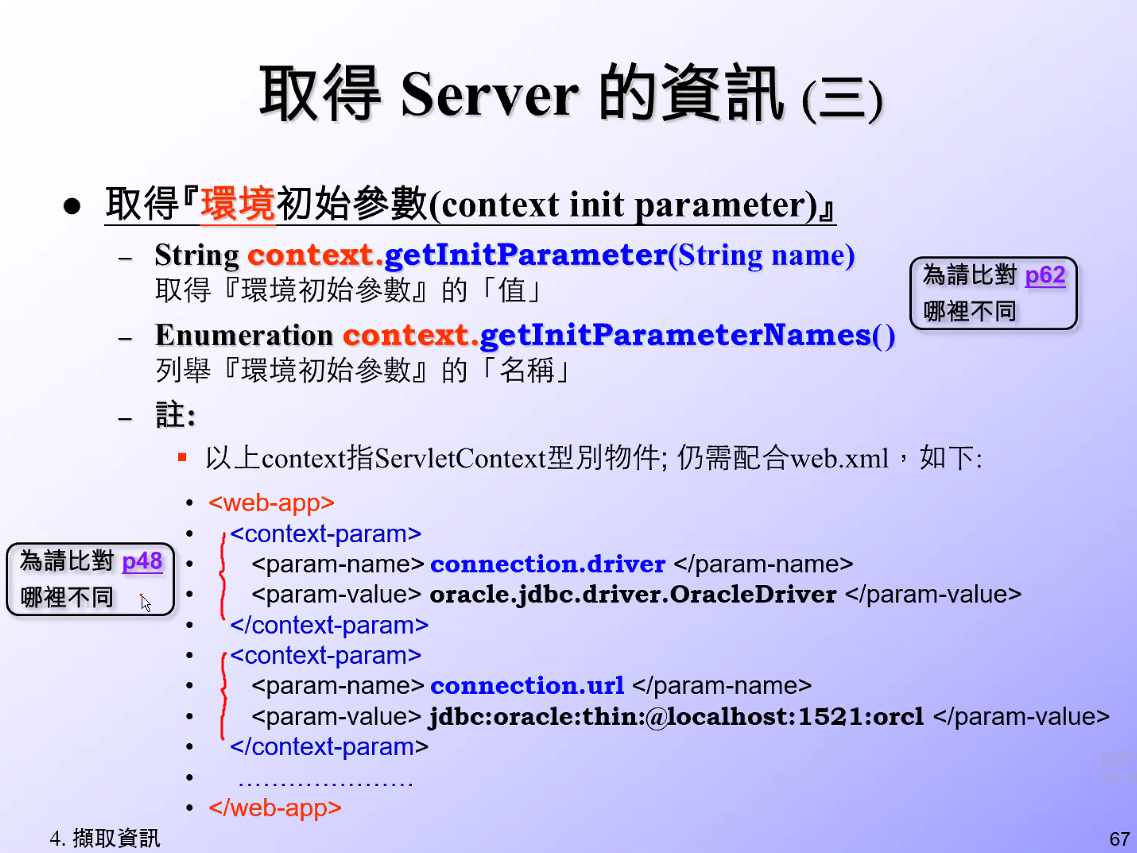 取得 Server 的資訊 (三)
● 取得『環境初始參數(context init parameter)』
– String context.getInitParameter(String name)
取得『環境初始參數』的「值」
為請比對 p62
哪裡不同
– Enumeration context.getInitParameterNames()
列舉『環境初始參數』的「名稱」
– 註:
▪ 以上context指ServletContext型別物件; 仍需配合web.xml，如下:
• <web-app>
• <context-param>
• <param-name> connection.driver </param-name>
• <param-value> oracle.jdbc.driver.OracleDriver </param-value>
• </context-param>
• <context-param>
• <param-name> connection.url </param-name>
• <param-value> jdbc:oracle:thin:@localhost:1521:orcl </param-value>
• </context-param>
• …………………
• </web-app>
為請比對 p48
哪裡不同
4. 擷取資訊
67